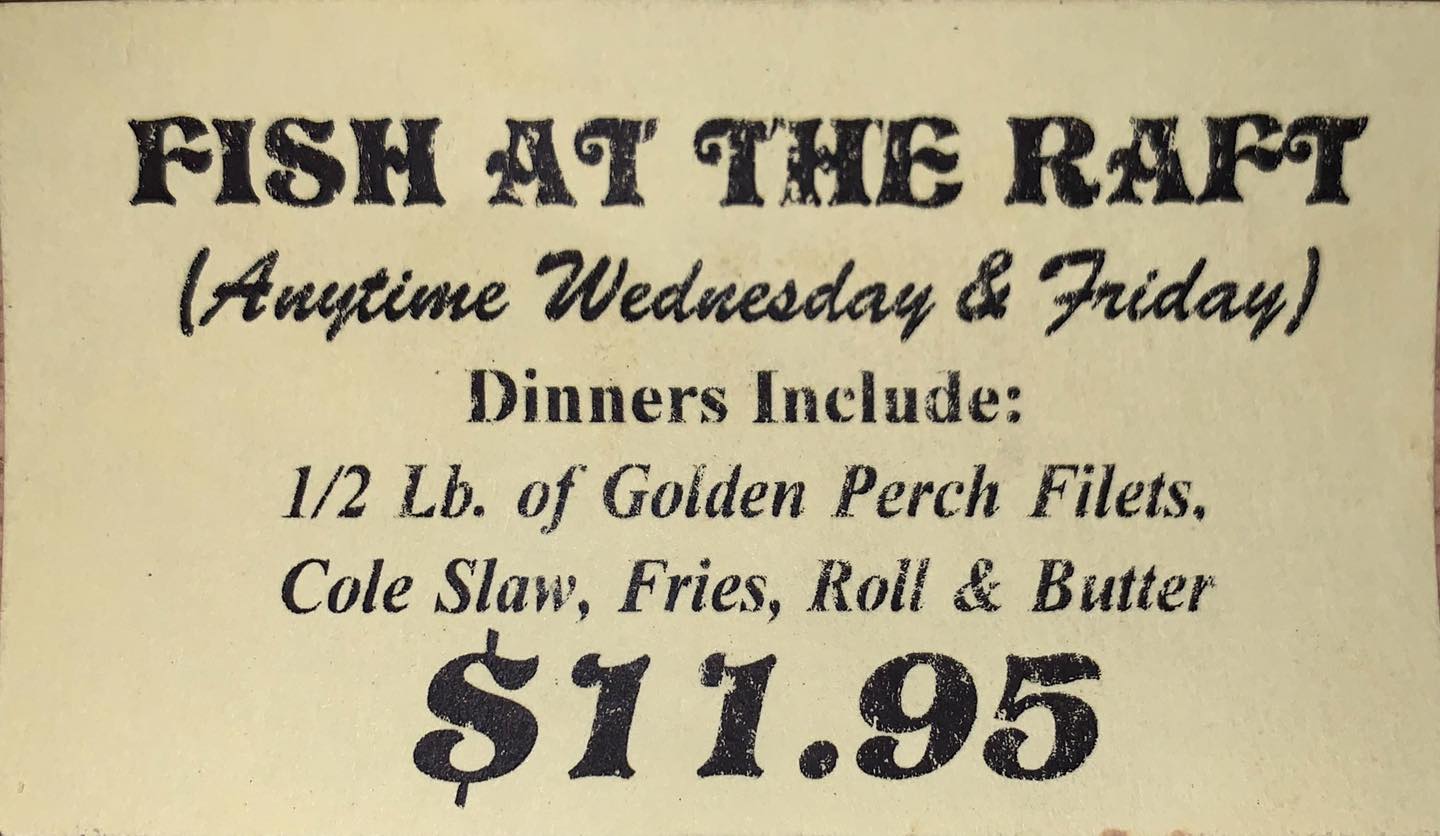 FISH AT THE RAFT
(Anytime Wednesday & Friday)
Dinners Include:
1/2 Lb. of Golden Perch Filets,
Cole Slaw, Fries, Roll & Butter
$11.95